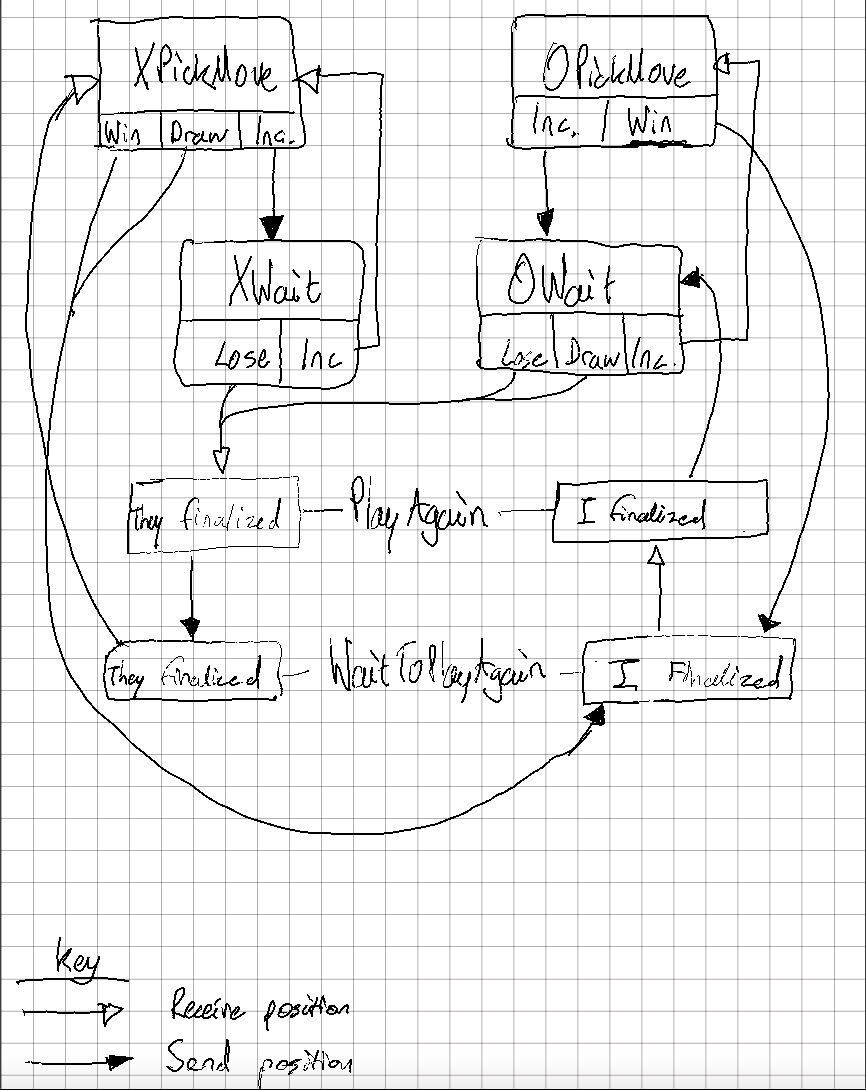 XPickMove
OPickMove
Win Draw Inc.
Inc. Win
XWait
OWait
Lose Inc
Lose Draw Inc.
They finalized
PlayAgain
I finalized
They finalized
WaitToPlayAgain
I Finalized
Key
Receive position
Send position